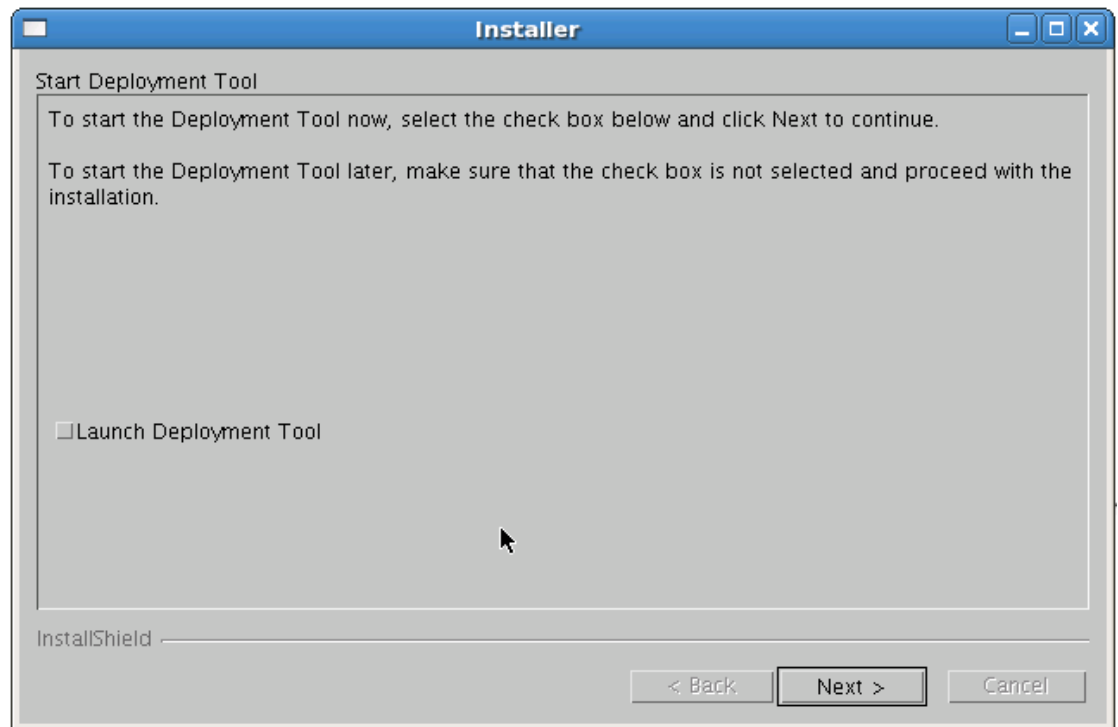 Installer
Start Deployment Tool
To start the Deployment Tool now, select the check box below and click Next to continue.
To start the Deployment Tool later, make sure that the check box is not selected and proceed with the
installation.
Launch Deployment Tool
InstallShield
< Back
Next >
Cancel